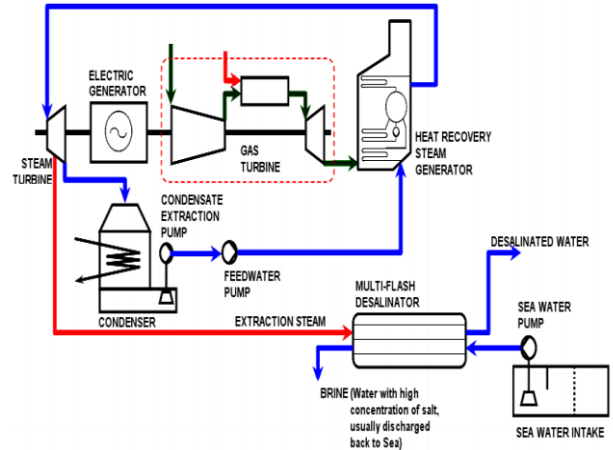 ELECTRIC
GENERATOR
STEAM
TURBINE
GAS
TURBINE
HEAT RECOVERY
STEAM
GENERATOR
CONDENSATE
EXTRACTION
PUMP
FEEDWATER
PUMP
CONDENSER
EXTRACTION STEAM
MULTI-FLASH
DESALINATOR
DESALINATED WATER
SEA WATER
PUMP
BRINE (Water with high
concentration of salt,
usually discharged
back to Sea)
SEA WATER INTAKE